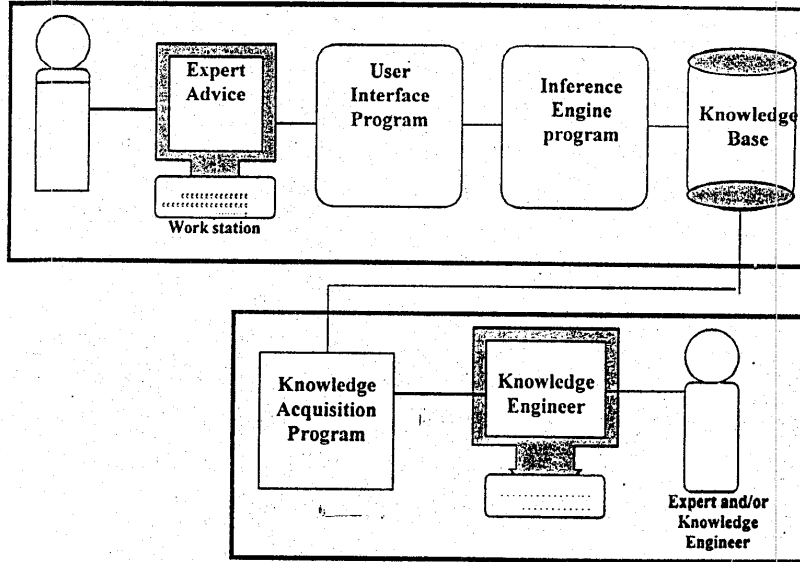 Expert
Advice
Work station
User
Interface
Program
Inference
Engine
program
Knowledge
Base
Knowledge
Acquisition
Program
Knowledge
Engineer
Expert and/or
Knowledge
Engineer